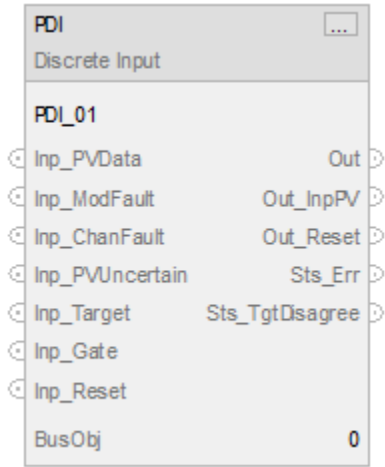 PDI ...
Discrete Input
PDI_01
Inp_PVData Out
Inp_ModFault Out_InpPV
Inp_ChanFault Out_Reset
Inp_PVUncertain Sts_Err
Inp_Target Sts_TgtDisagree
Inp_Gate
Inp_Reset
BusObj 0